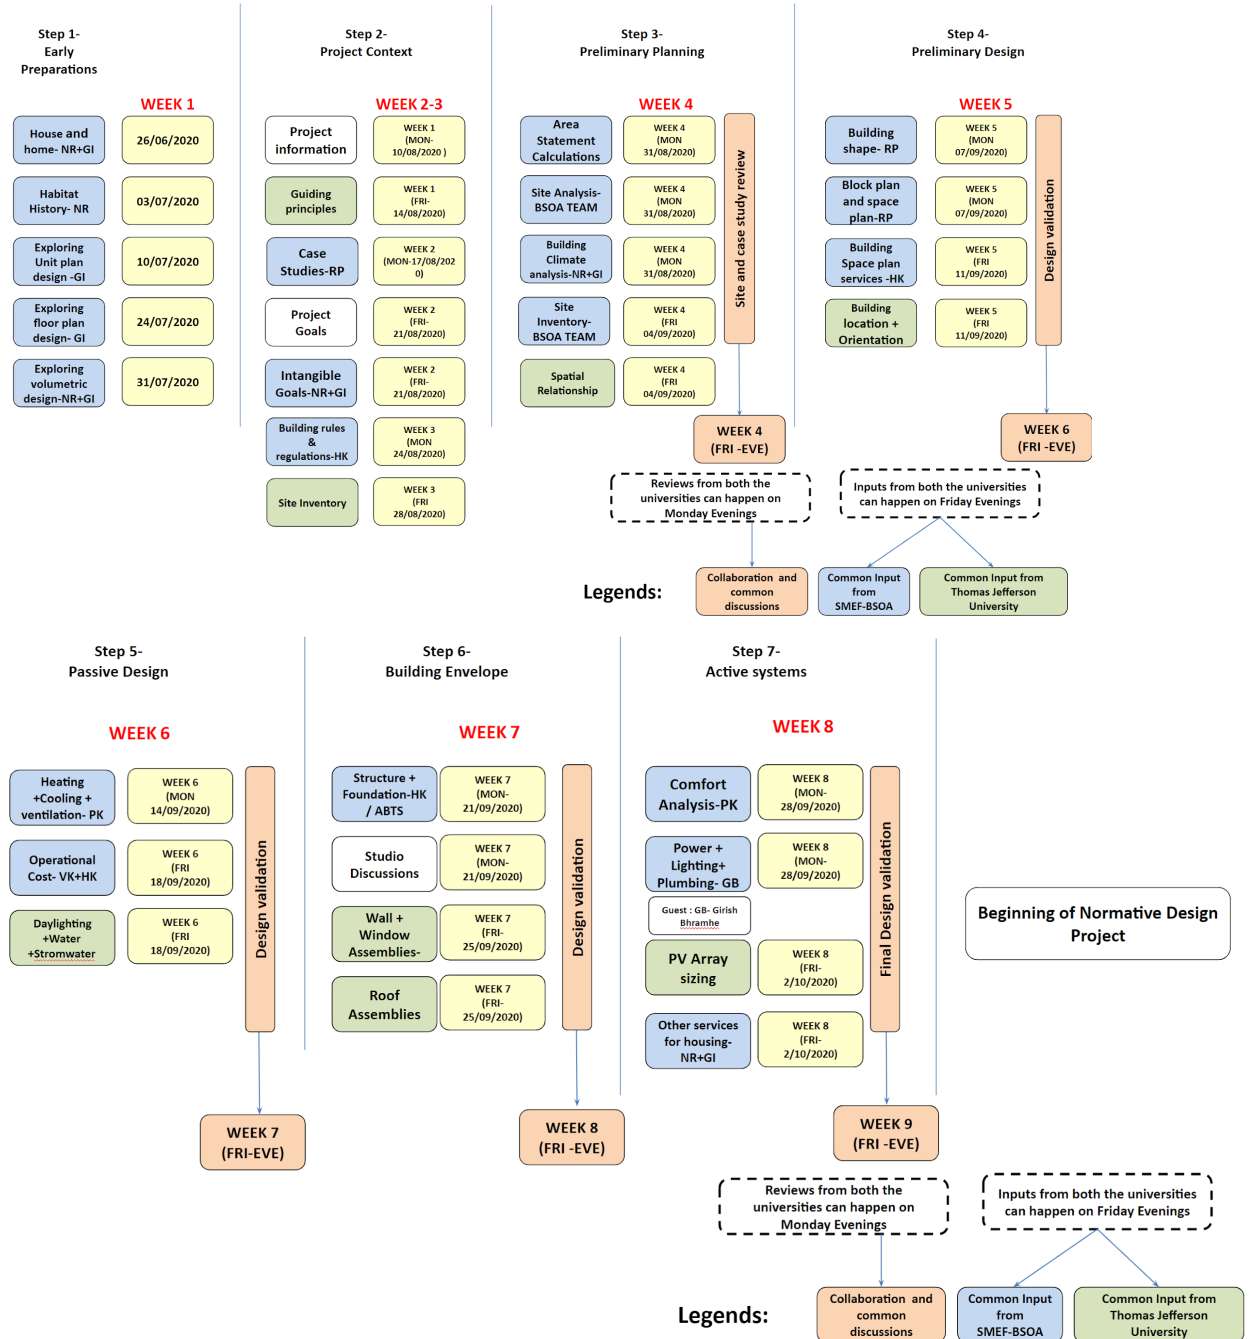 Step 1-
Early
Preparations
WEEK 1
House and
home- NR+GI
26/06/2020
Habitat
History- NR
03/07/2020
Exploring
Unit plan
design -GI
10/07/2020
Exploring
floor plan
design- GI
24/07/2020
Exploring
volumetric
design-NR+GI
31/07/2020
Step 2-
Project Context
WEEK 2-3
Project
information
WEEK 1
(MON-
10/08/2020 )
Guiding
principles
WEEK 1
(FRI-
14/08/2020)
Case
Studies-RP
WEEK 2
(MON-17/08/202
0)
Project
Goals
WEEK 2
(FRI-
21/08/2020)
Intangible
Goals-NR+GI
WEEK 2
(FRI-
21/08/2020)
Building rules
&
regulations-HK
WEEK 3
(MON
24/08/2020)
Site Inventory
WEEK 3
(FRI
28/08/2020)
Step 3-
Preliminary Planning
WEEK 4
Area
Statement
Calculations
WEEK 4
(MON
31/08/2020)
Site Analysis-
BSOA TEAM
WEEK 4
(MON
31/08/2020)
Building
Climate
analysis-NR+GI
WEEK 4
(MON
31/08/2020)
Site
Inventory-
BSOA TEAM
WEEK 4
(FRI
04/09/2020)
Spatial
Relationship
WEEK 4
(FRI
04/09/2020)
Site and case study review
WEEK 4
(FRI -EVE)
Step 4-
Preliminary Design
WEEK 5
Building
shape- RP
WEEK 5
(MON
07/09/2020)
Block plan
and space
plan-RP
WEEK 5
(MON
07/09/2020)
Building
Space plan
services -HK
WEEK 5
(FRI
11/09/2020)
Building
location +
Orientation
WEEK 5
(FRI
11/09/2020)
Design validation
WEEK 6
(FRI -EVE)
Reviews from both the
universities can happen on
Monday Evenings
Inputs from both the universities
can happen on Friday Evenings
Legends:
Collaboration and
common
discussions
Common Input
from
SMEF-BSOA
Common Input from
Thomas Jefferson
University
Step 5-
Passive Design
WEEK 6
Heating
+Cooling +
ventilation- PK
WEEK 6
(MON
14/09/2020)
Operational
Cost- VK+HK
WEEK 6
(FRI
18/09/2020)
Daylighting
+Water
+Stromwater
WEEK 6
(FRI
18/09/2020)
Design validation
WEEK 7
(FRI-EVE)
Step 6-
Building Envelope
WEEK 7
Structure +
Foundation-HK
/ ABTS
WEEK 7
(MON-
21/09/2020)
Studio
Discussions
WEEK 7
(MON-
21/09/2020)
Wall +
Window
Assemblies-
WEEK 7
(FRI-
25/09/2020)
Roof
Assemblies
WEEK 7
(FRI-
25/09/2020)
Design validation
WEEK 8
(FRI -EVE)
Step 7-
Active systems
WEEK 8
Comfort
Analysis-PK
WEEK 8
(MON-
28/09/2020)
Power +
Lighting+
Plumbing- GB
WEEK 8
(MON-
28/09/2020)
Guest : GB- Girish
Bhramhe
PV Array
sizing
WEEK 8
(FRI-
2/10/2020)
Other services
for housing-
NR+GI
WEEK 8
(FRI-
2/10/2020)
Final Design validation
WEEK 9
(FRI -EVE)
Beginning of Normative Design
Project
Reviews from both the
universities can happen on
Monday Evenings
Inputs from both the universities
can happen on Friday Evenings
Legends:
Collaboration and
common
discussions
Common Input
from
SMEF-BSOA
Common Input from
Thomas Jefferson
University